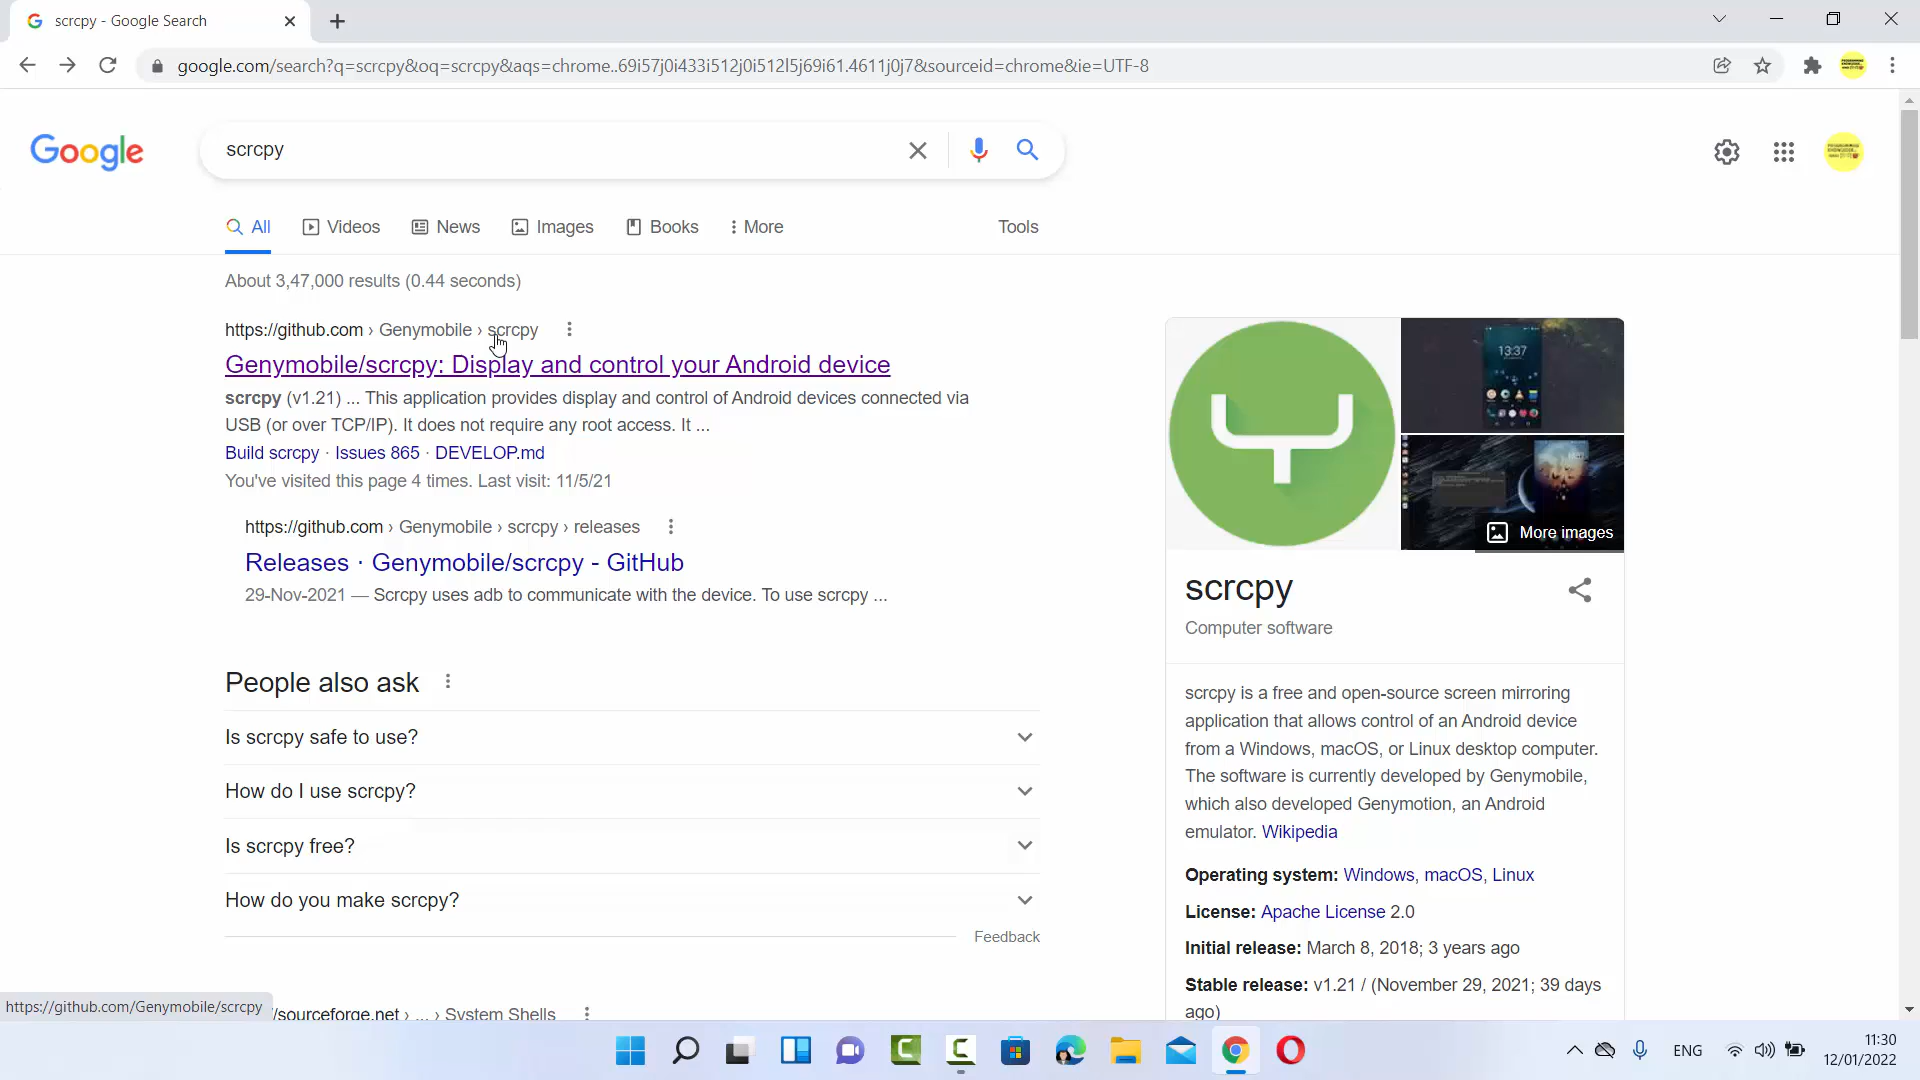 scrcpy - Google Search
google.com/search?q=scrcpy&oq=scrcpy&aqs=chrome..69i57j0i433i512j0i512l5j69i61.4611j0j7&sourceid=chrome&ie=UTF-8
Google
scrcpy
All
Videos
News
Images
Books
More
Tools
About 3,47,000 results (0.44 seconds)
https://github.com › Genymobile › scrcpy
Genymobile/scrcpy: Display and control your Android device
scrcpy (v1.21) ... This application provides display and control of Android devices connected via
USB (or over TCP/IP). It does not require any root access. It ...
Build scrcpy · Issues 865 · DEVELOP.md
You've visited this page 4 times. Last visit: 11/5/21
https://github.com › Genymobile › scrcpy › releases
Releases · Genymobile/scrcpy - GitHub
29-Nov-2021 — Scrcpy uses adb to communicate with the device. To use scrcpy ...
People also ask
Is scrcpy safe to use?
How do I use scrcpy?
Is scrcpy free?
How do you make scrcpy?
Feedback
/sourceforge.net › ... › System Shells
https://github.com/Genymobile/scrcpy
13:37
More images
scrcpy
Computer software
scrcpy is a free and open-source screen mirroring
application that allows control of an Android device
from a Windows, macOS, or Linux desktop computer.
The software is currently developed by Genymobile,
which also developed Genymotion, an Android
emulator. Wikipedia
Operating system: Windows, macOS, Linux
License: Apache License 2.0
Initial release: March 8, 2018; 3 years ago
Stable release: v1.21 / (November 29, 2021; 39 days
ago)
ENG
11:30
12/01/2022